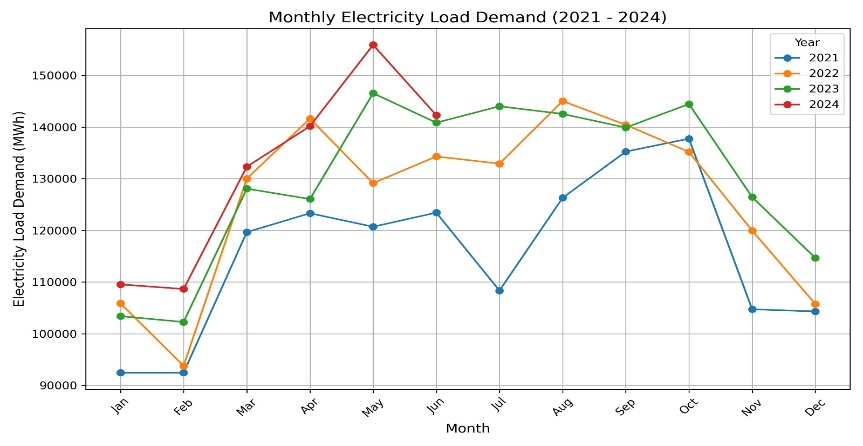 Monthly Electricity Load Demand (2021 - 2024)
Year
2021
2022
2023
2024
Electricity Load Demand (MWh)
150000
140000
130000
120000
110000
100000
90000
Jan
Feb
Mar
Apr
May
Jun
Jul
Aug
Sep
Oct
Nov
Dec
Month